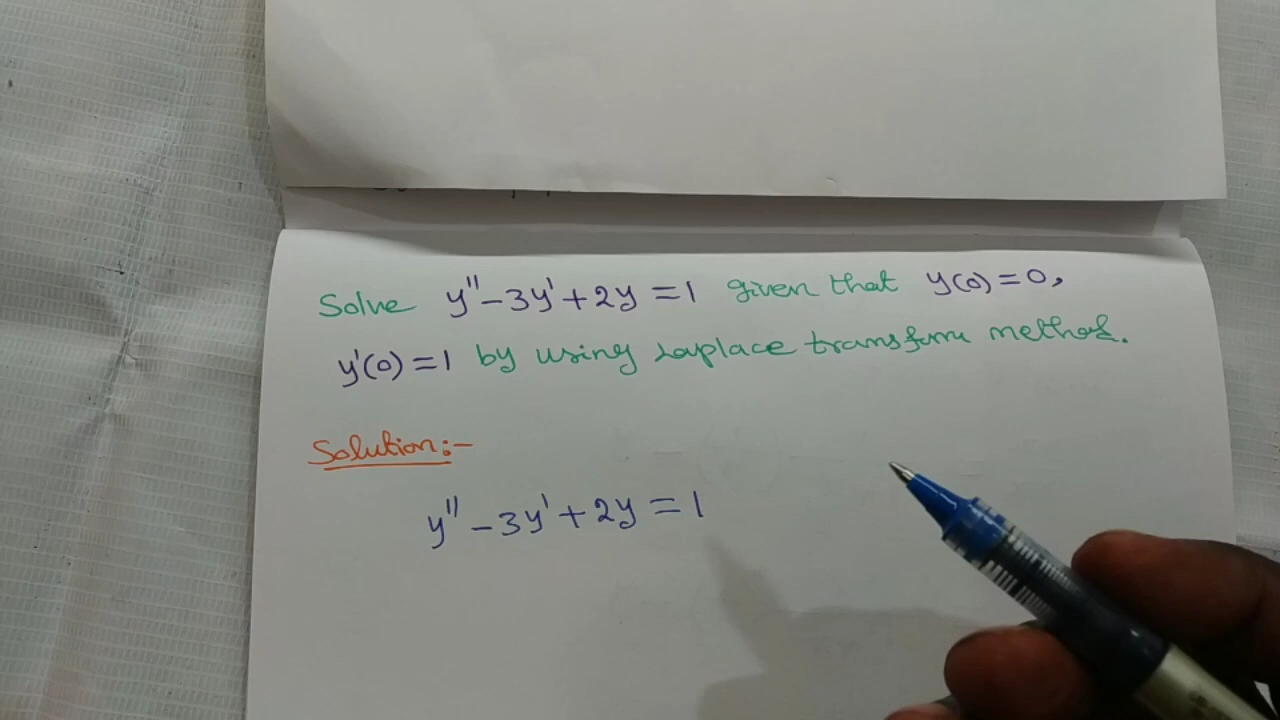 Solve y"-3y'+2y=1 given that y(0)=0,
y'(0)=1 by using Laplace transform method.
Solution:-
y"-3y'+2y=1